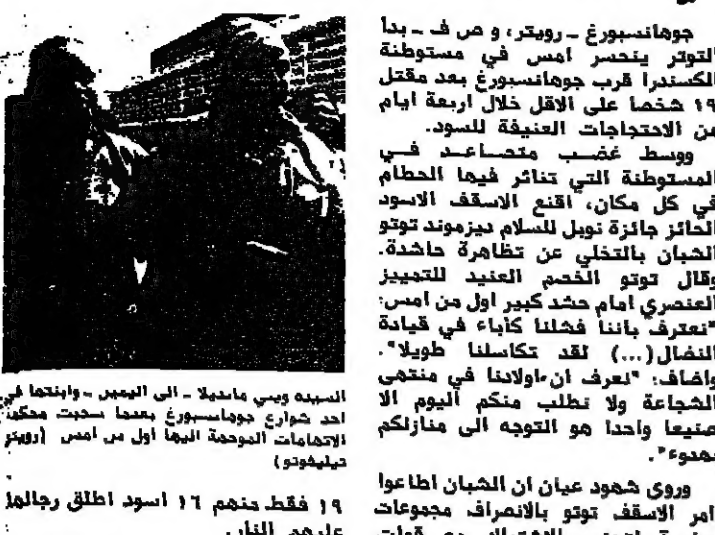 جوهانسبورغ ـ رويتر، و ص ف ـ بدأ
التوتر ينحسر امس في مستوطنة
الكسندرا قرب جوهانسبورغ بعد مقتل
١٩ شخصا على الاقل خلال اربعة ايام
من الاحتجاجات العنيفة للسود.
ووسط غضب متصاعد في
المستوطنة التي تناثر فيها الحطام
في كل مكان، اقنع الاسقف الاسود
الحائز جائزة نوبل للسلام ديزموند توتو
الشبان بالتخلي عن تظاهرة حاشدة.
وقال توتو الخصم العنيد للتمييز
العنصري امام حشد كبير اول من امس:
"نعترف باننا فشلنا كأباء في قيادة
النضال(...) لقد تكاسلنا طويلا".
واضاف: "نعرف ان اولادنا في منتهى
الشجاعة ولا نطلب منكم اليوم الا
صنيعا واحدا هو التوجه الى منازلكم
بهدوء".
وروى شهود عيان ان الشبان اطاعوا
امر الاسقف توتو بالانصراف مجموعات
قوات
السيدة ويني مانديلا ـ الى اليمين ـ وابنتها في
احد شوارع جوهانسبورغ بعدما سحبت محكمة
الاتهامات الموجهة اليها أول من امس (رويتر
تيليفوتو)
١٩ فقط منهم ١٦ اسود اطلق رجالها
عليهم النار.